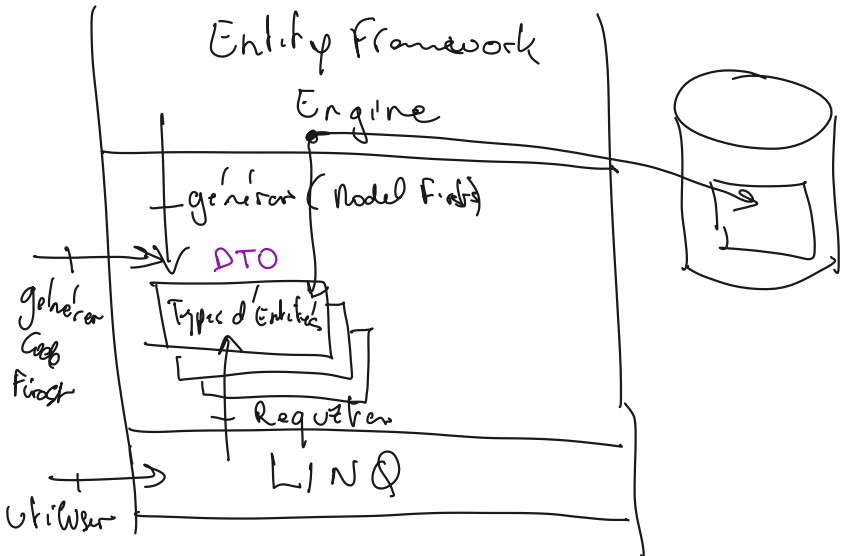 Entity Framework
Engine
générer (Model First)
DTO
générer
Code
First
Types d'Entités
Requêter
LINQ
utiliser